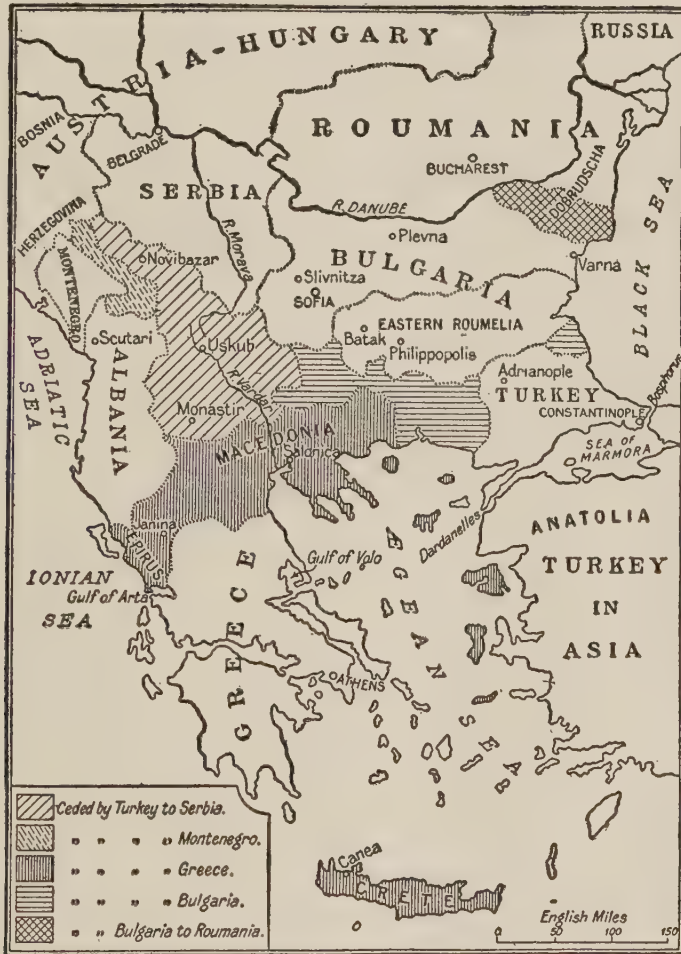 AUSTRIA-HUNGARY
RUSSIA
BOSNIA
BELGRADE
ROUMANIA
BUCHAREST
DOBRUDSCHA
SERBIA
R. Morava
R. DANUBE
Plevna
HERZEGOVINA
Novibazar
BULGARIA
Slivnitza
SOFIA
Varna
BLACK SEA
MONTENEGRO
Scutari
EASTERN ROUMELIA
Batak
Philippopolis
Uskub
R. Vardar
ADRIATIC
SEA
ALBANIA
Adrianople
TURKEY
CONSTANTINOPLE
Bosphorus
Monastir
MACEDONIA
Salonica
SEA OF
MARMORA
Dardanelles
Janina
EPIRUS
ANATOLIA
TURKEY
IN
ASIA
IONIAN
SEA
Gulf of Arta
Gulf of Volo
GREECE
ÆGEAN SEA
ATHENS
Ceded by Turkey to Serbia.
" " " " Montenegro.
" " " " Greece.
" " " " Bulgaria.
" " Bulgaria to Roumania.
Canea
CRETE
English Miles
0 50 100 150